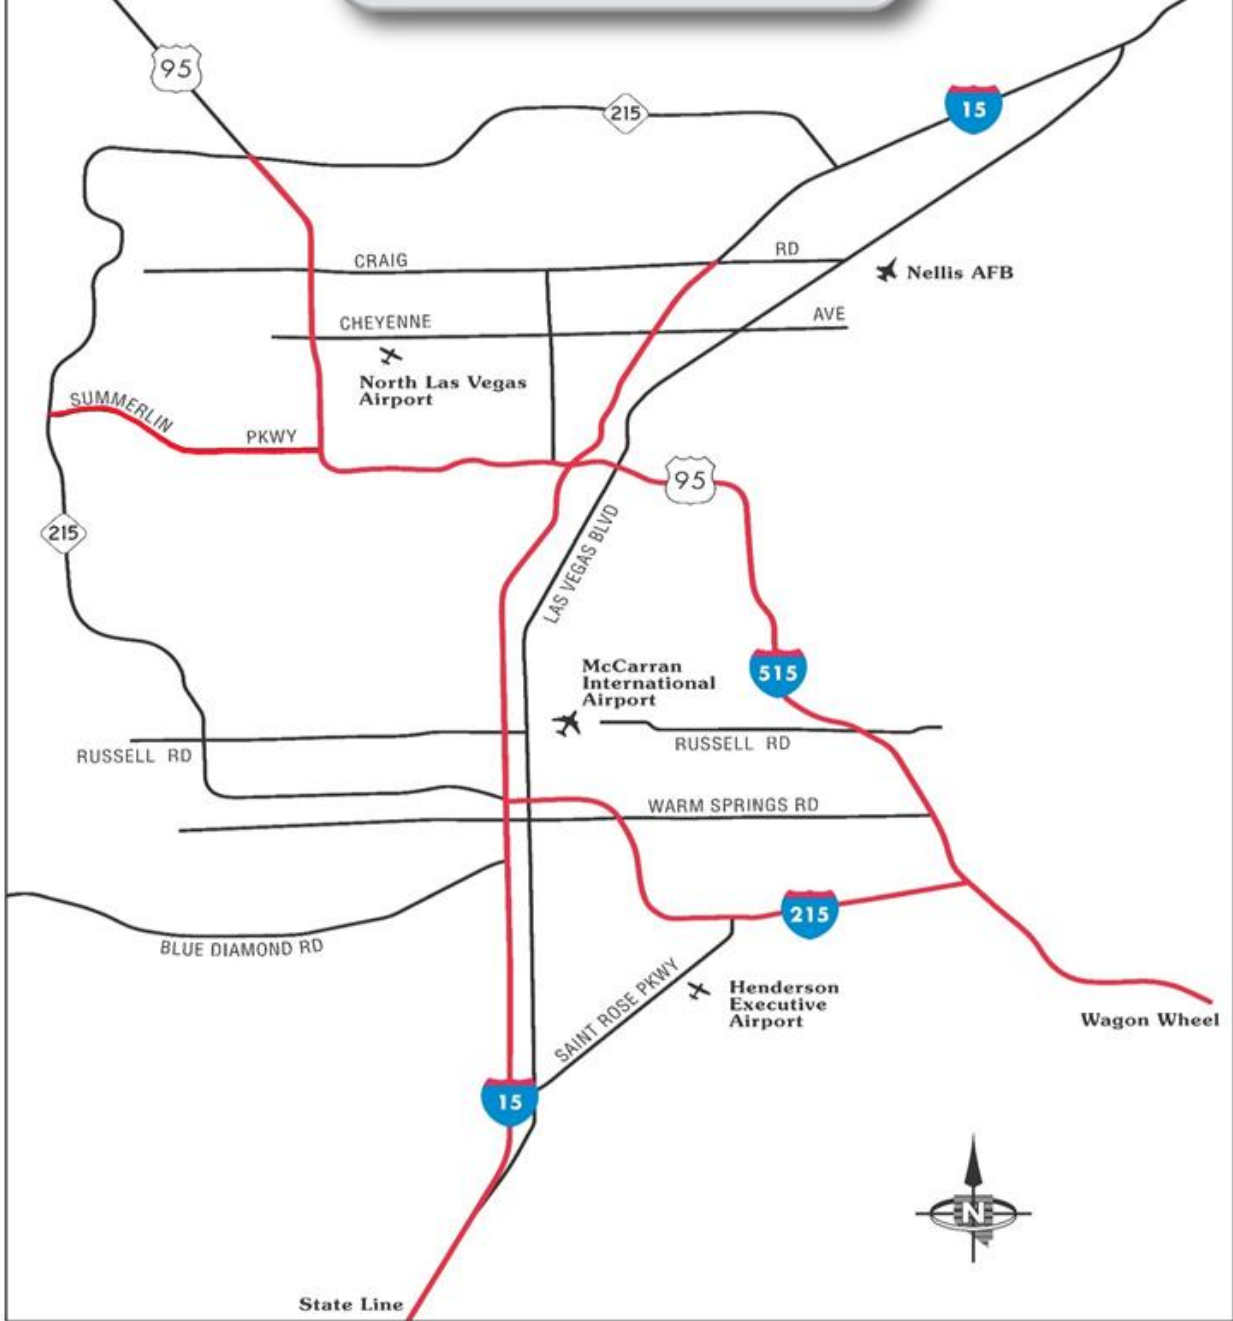 95
215
15
CRAIG
RD
Nellis AFB
CHEYENNE
AVE
North Las Vegas
Airport
SUMMERLIN
PKWY
95
215
LAS VEGAS BLVD
McCarran
International
Airport
515
RUSSELL RD
RUSSELL RD
WARM SPRINGS RD
215
BLUE DIAMOND RD
SAINT ROSE PKWY
Henderson
Executive
Airport
Wagon Wheel
15
N
State Line